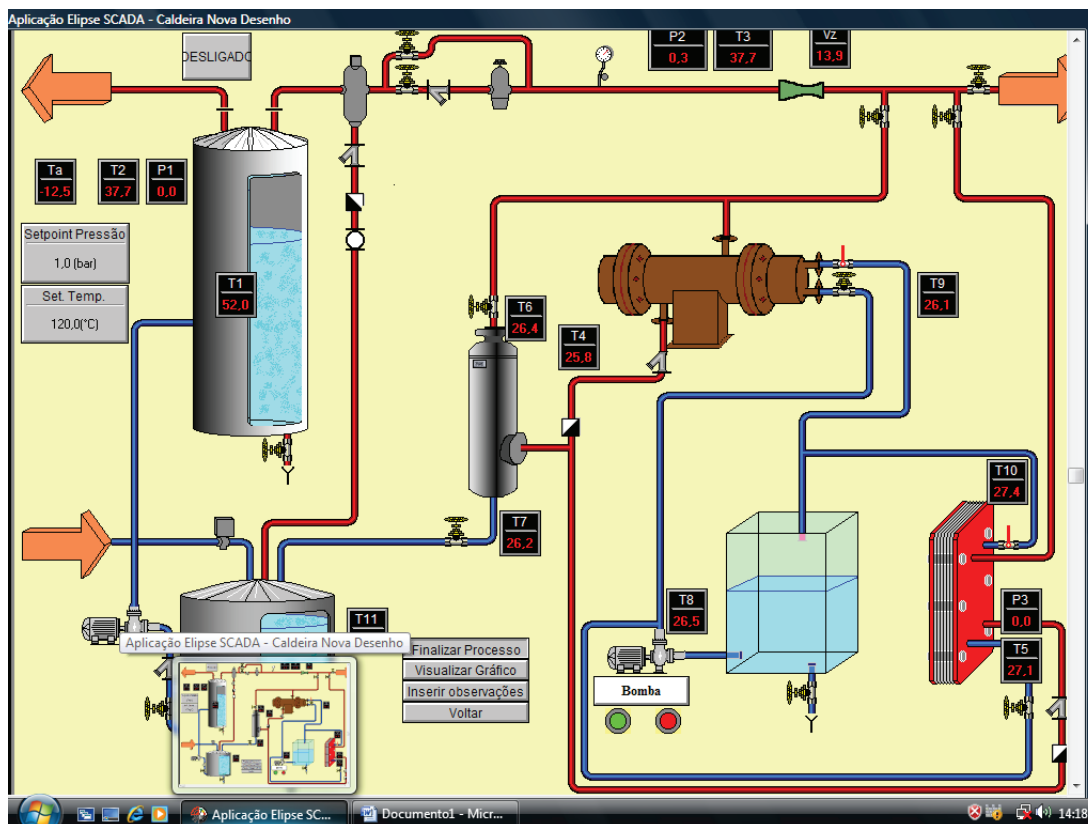 Aplicação Elipse SCADA - Caldeira Nova Desenho
DESLIGADO
P2
0,3
T3
37,7
Vz
13,9
Ta
-12,5
T2
37,7
P1
0,0
Setpoint Pressão
1,0 (bar)
Set. Temp.
120,0(°C)
T1
52,0
T6
26,4
T4
25,8
T9
26,1
T7
26,2
T10
27,4
T8
26,5
P3
0,0
T5
27,1
T11
Aplicação Elipse SCADA - Caldeira Nova Desenho
Finalizar Processo
Visualizar Gráfico
Inserir observações
Voltar
Bomba
Aplicação Elipse SC...
Documento1 - Micr...
14:18